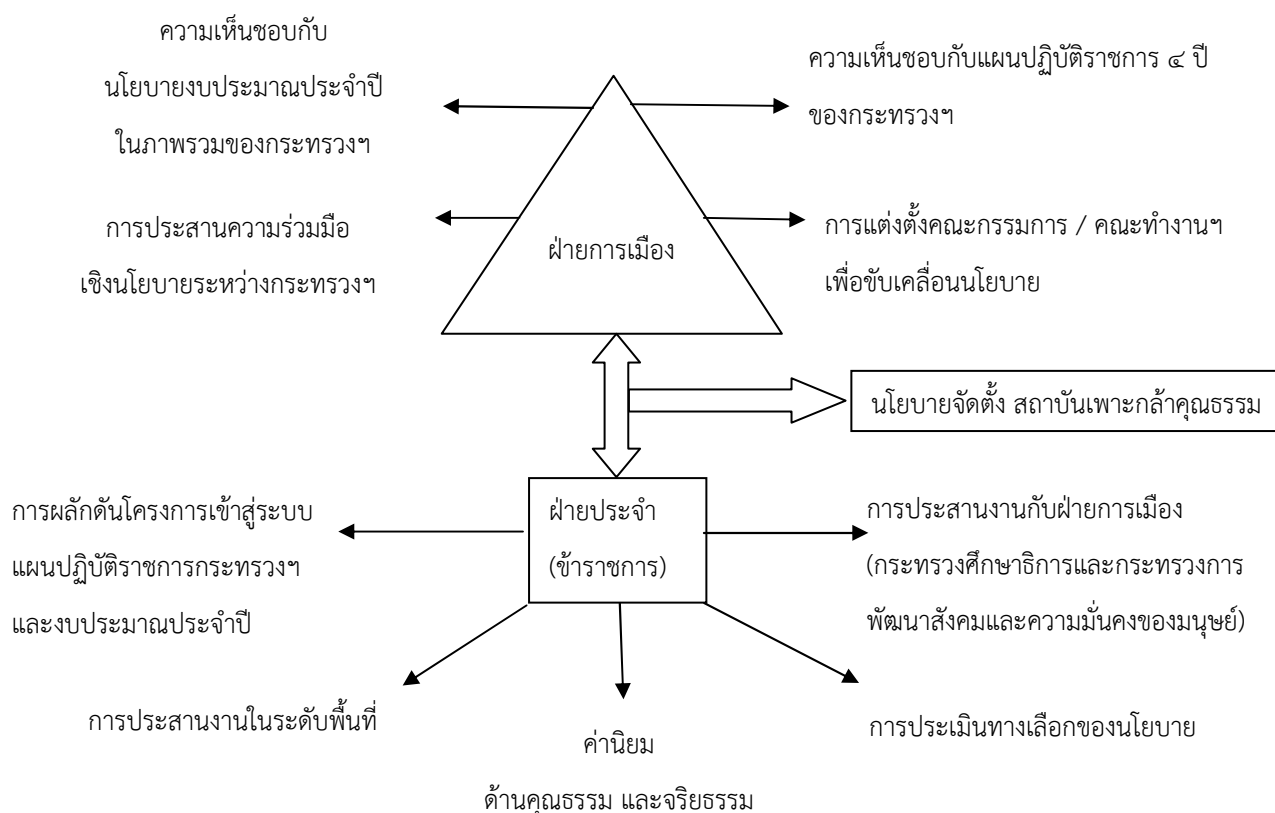 ความเห็นชอบกับ
นโยบายงบประมาณประจำปี
ในภาพรวมของกระทรวงฯ
ความเห็นชอบกับแผนปฏิบัติราชการ ๔ ปี
ของกระทรวงฯ
การประสานความร่วมมือ
เชิงนโยบายระหว่างกระทรวงฯ
ฝ่ายการเมือง
การแต่งตั้งคณะกรรมการ / คณะทำงานฯ
เพื่อขับเคลื่อนนโยบาย
นโยบายจัดตั้ง สถาบันเพาะกล้าคุณธรรม
การผลักดันโครงการเข้าสู่ระบบ
แผนปฏิบัติราชการกระทรวงฯ
และงบประมาณประจำปี
ฝ่ายประจำ
(ข้าราชการ)
การประสานงานกับฝ่ายการเมือง
(กระทรวงศึกษาธิการและกระทรวงการ
พัฒนาสังคมและความมั่นคงของมนุษย์)
การประสานงานในระดับพื้นที่
ค่านิยม
ด้านคุณธรรม และจริยธรรม
การประเมินทางเลือกของนโยบาย